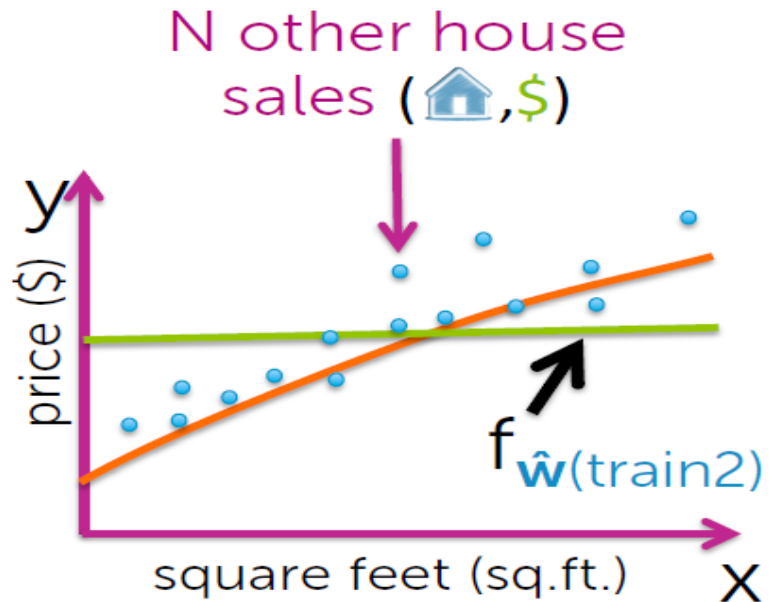 N other house
sales (,$)
y
price ($)
f ŵ(train2)
square feet (sq.ft.)
x